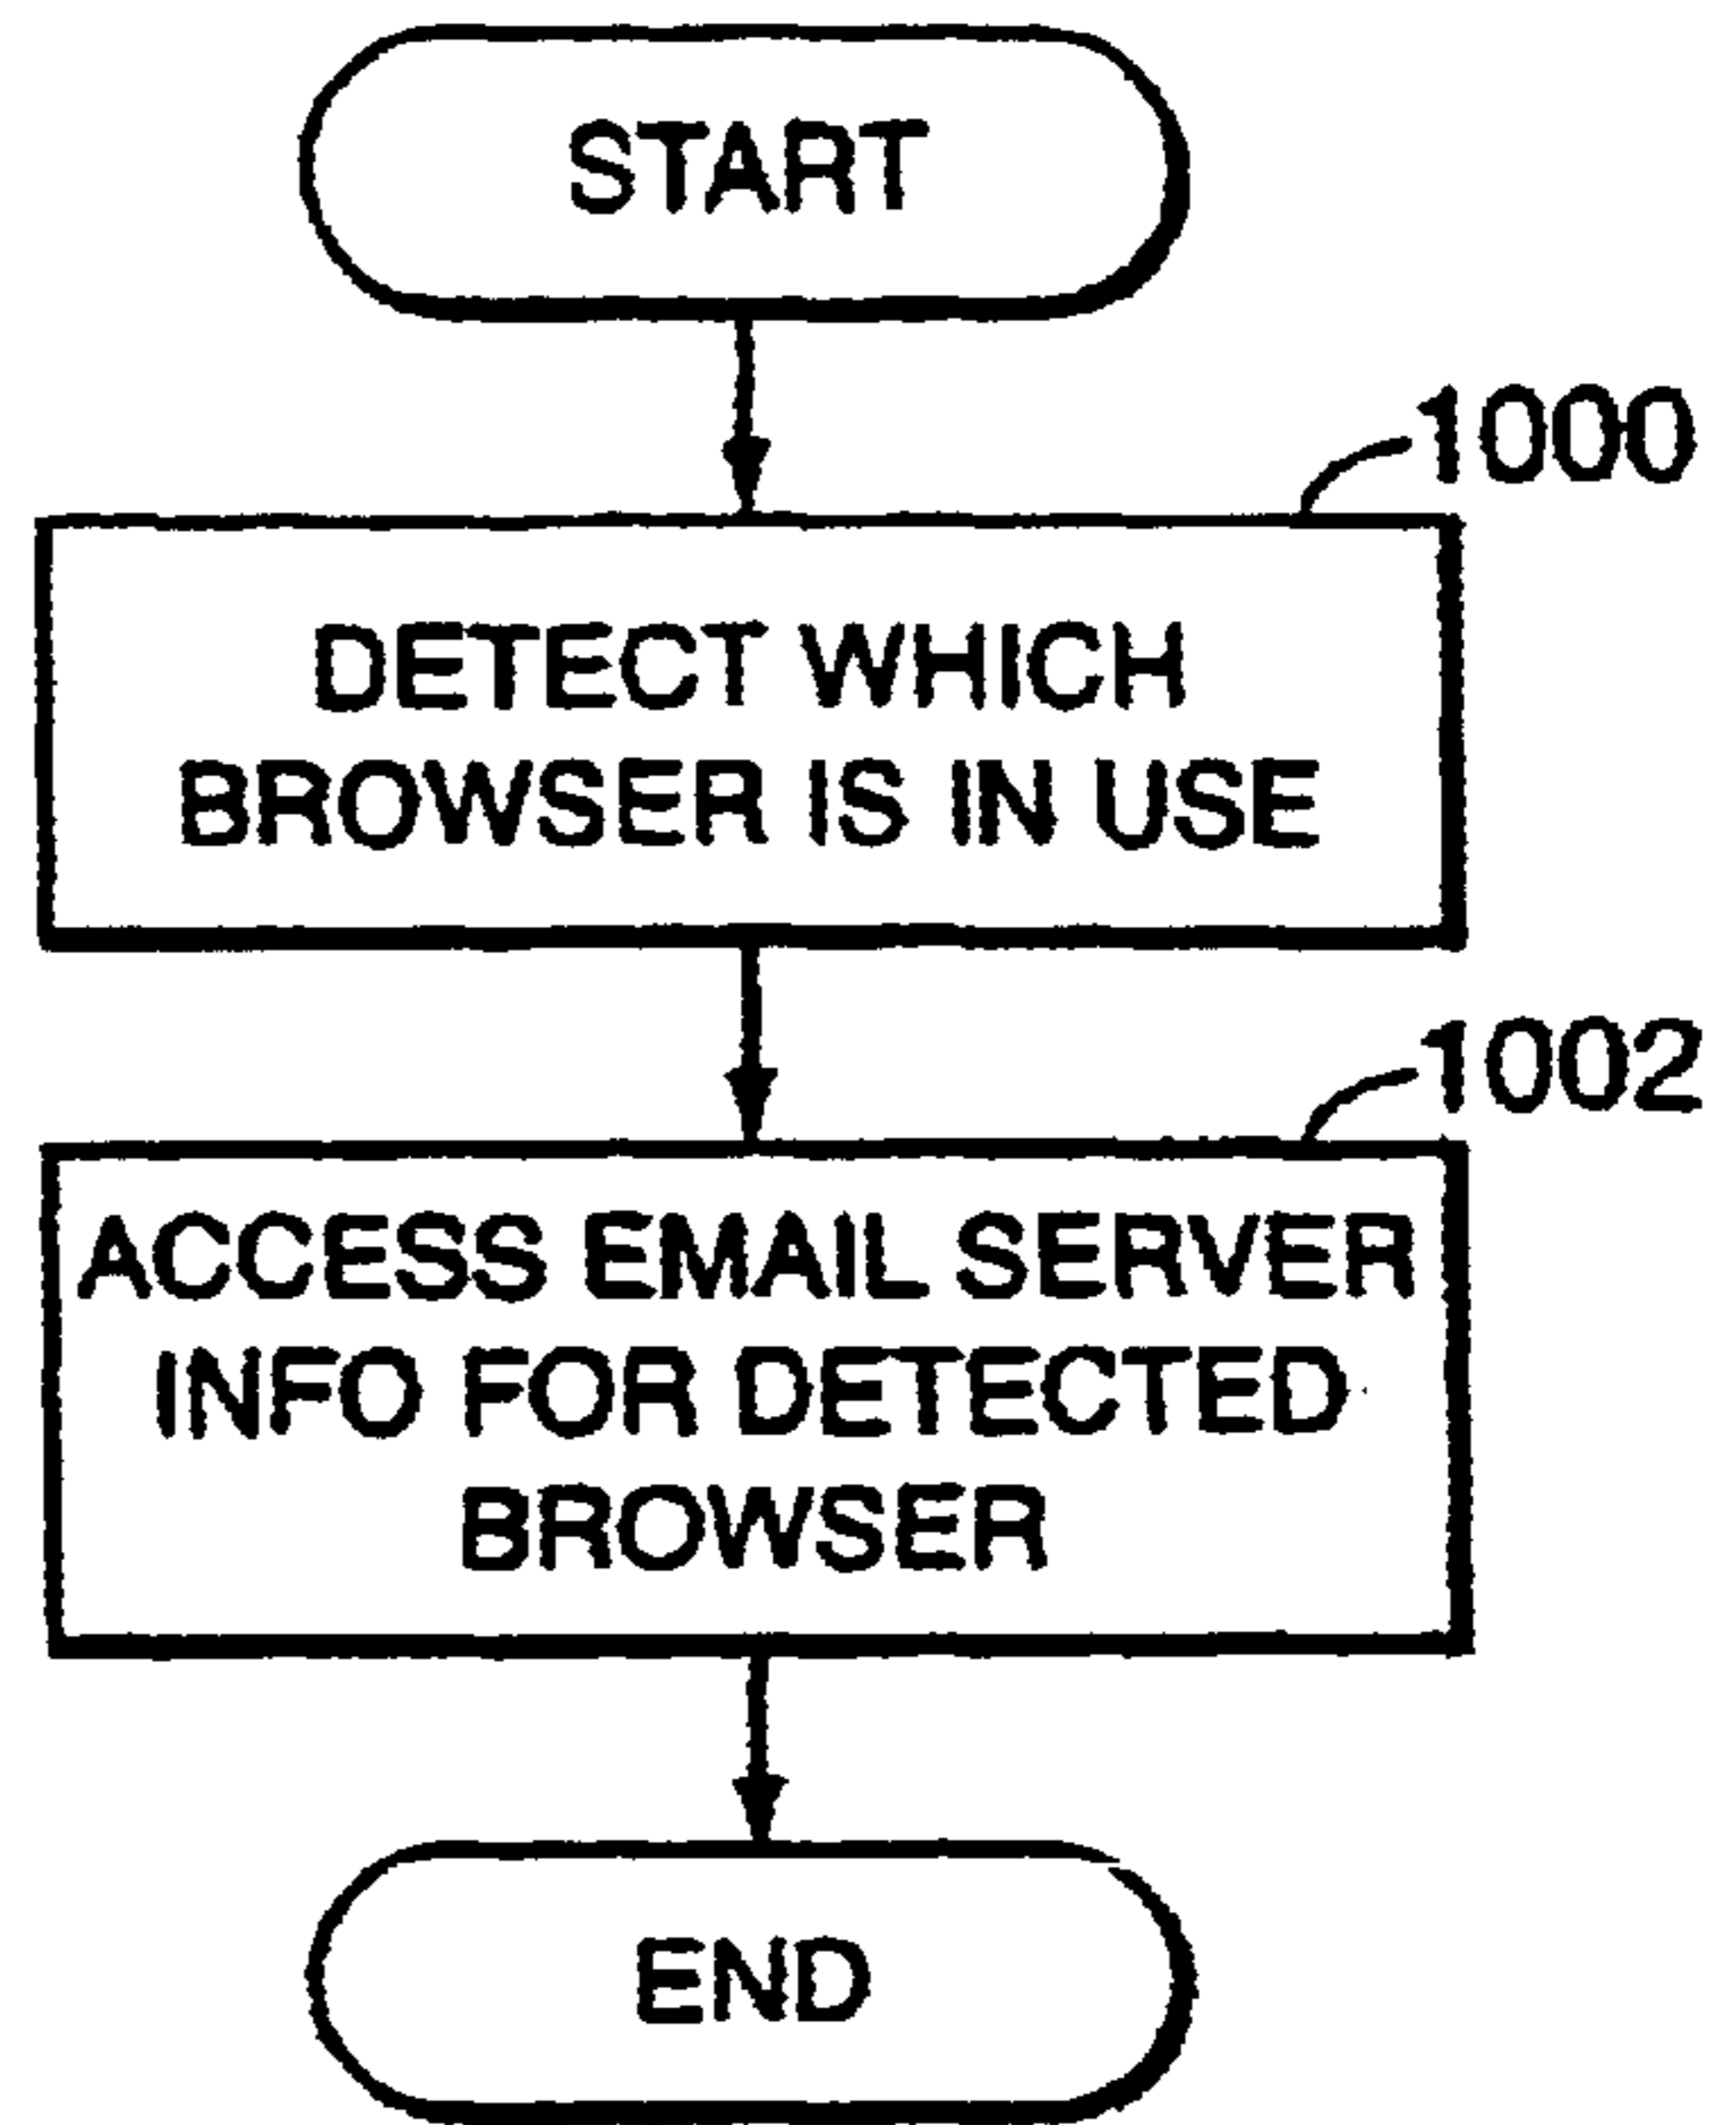 START
1000
DETECT WHICH
BROWSER IS IN USE
1002
ACCESS EMAIL SERVER
INFO FOR DETECTED
BROWSER
END